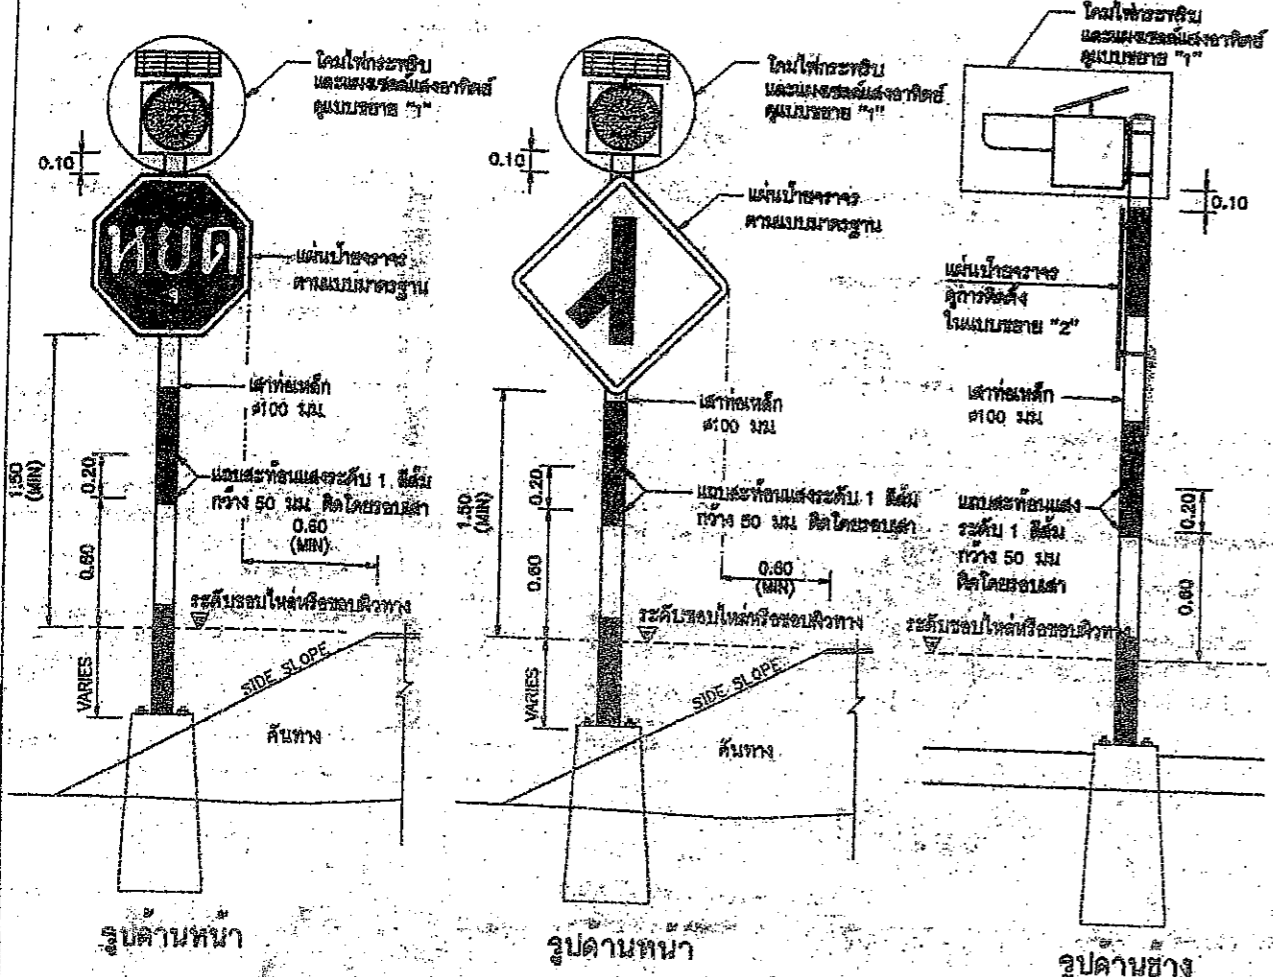 โคมไฟกระพริบ
และแผงเซลล์แสงอาทิตย์
ดูแบบขยาย "1"
0.10
หยุด
แผ่นป้ายจราจร
ตามแบบมาตรฐาน
เสาท่อเหล็ก
ø100 มม
1.50
(MIN)
0.20
แถบสะท้อนแสงระดับ 1 สีส้ม
กว้าง 50 มม ติดโดยรอบเสา
0.60
(MIN)
0.60
ระดับขอบไหล่หรือขอบผิวทาง
VARIES
SIDE SLOPE
คันทาง
รูปด้านหน้า
โคมไฟกระพริบ
และแผงเซลล์แสงอาทิตย์
ดูแบบขยาย "1"
0.10
แผ่นป้ายจราจร
ตามแบบมาตรฐาน
เสาท่อเหล็ก
ø100 มม
1.50
(MIN)
0.20
แถบสะท้อนแสงระดับ 1 สีส้ม
กว้าง 50 มม ติดโดยรอบเสา
0.60
0.60
(MIN)
ระดับขอบไหล่หรือขอบผิวทาง
VARIES
SIDE SLOPE
คันทาง
รูปด้านหน้า
โคมไฟกระพริบ
และแผงเซลล์แสงอาทิตย์
ดูแบบขยาย "1"
0.10
แผ่นป้ายจราจร
ดูการติดตั้ง
ในแบบขยาย "2"
เสาท่อเหล็ก
ø100 มม
แถบสะท้อนแสง
ระดับ 1 สีส้ม
กว้าง 50 มม
ติดโดยรอบเสา
0.20
0.60
ระดับขอบไหล่หรือขอบผิวทาง
รูปด้านข้าง